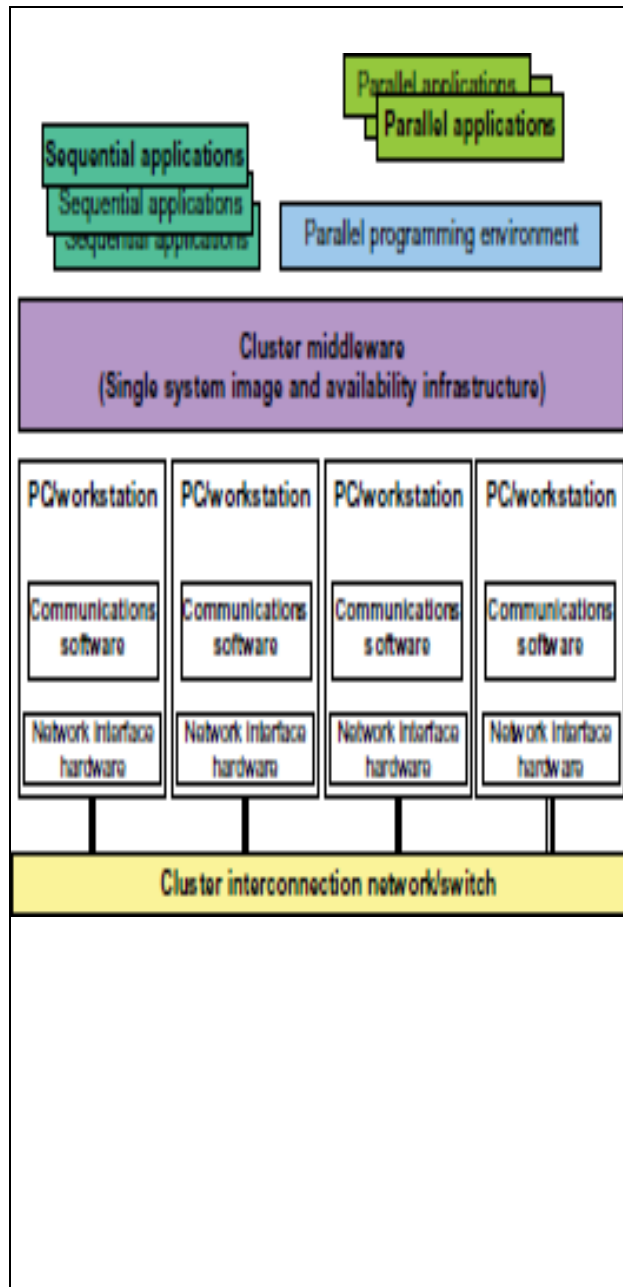 Parallel applications
Parallel applications
Sequential applications
Sequential applications
Sequential applications
Parallel programming environment
Cluster middleware
(Single system image and availability infrastructure)
PC/workstation
Communications
software
Network interface
hardware
PC/workstation
Communications
software
Network interface
hardware
PC/workstation
Communications
software
Network interface
hardware
PC/workstation
Communications
software
Network interface
hardware
Cluster interconnection network/switch